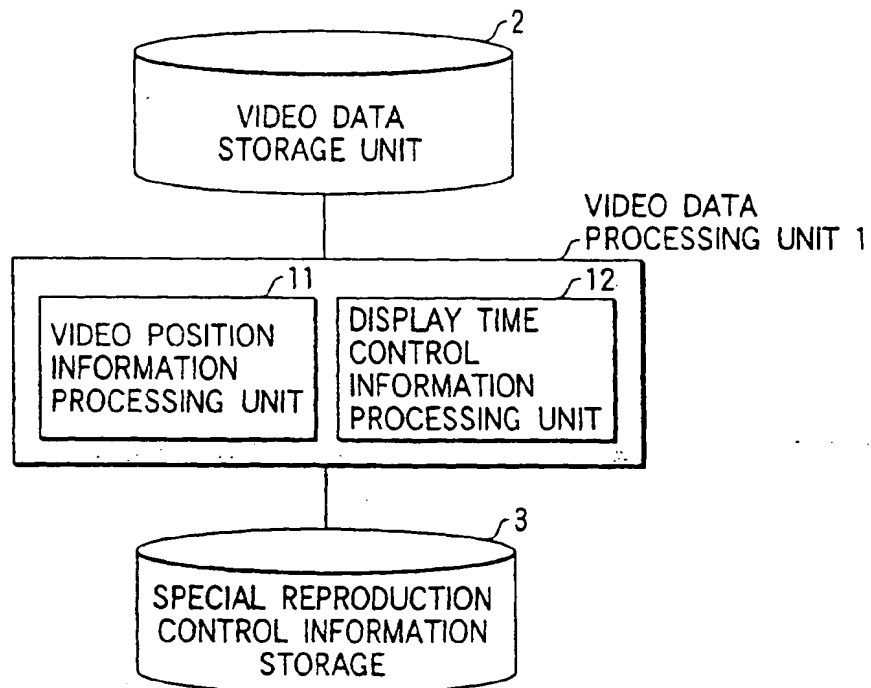 2
VIDEO DATA
STORAGE UNIT
VIDEO DATA
PROCESSING UNIT 1
11
VIDEO POSITION
INFORMATION
PROCESSING UNIT
12
DISPLAY TIME
CONTROL
INFORMATION
PROCESSING UNIT
3
SPECIAL REPRODUCTION
CONTROL INFORMATION
STORAGE